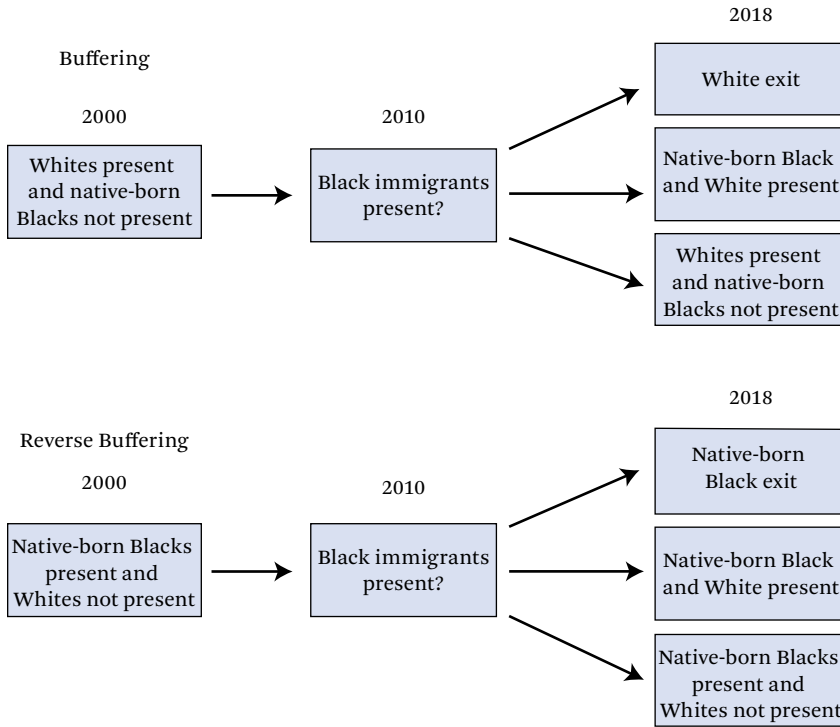 2018
Buffering
2000
2010
Whites present
and native-born
Blacks not present
Black immigrants
present?
White exit
Native-born Black
and White present
Whites present
and native-born
Blacks not present
2018
Reverse Buffering
2000
2010
Native-born Blacks
present and
Whites not present
Black immigrants
present?
Native-born
Black exit
Native-born Black
and White present
Native-born Blacks
present and
Whites not present